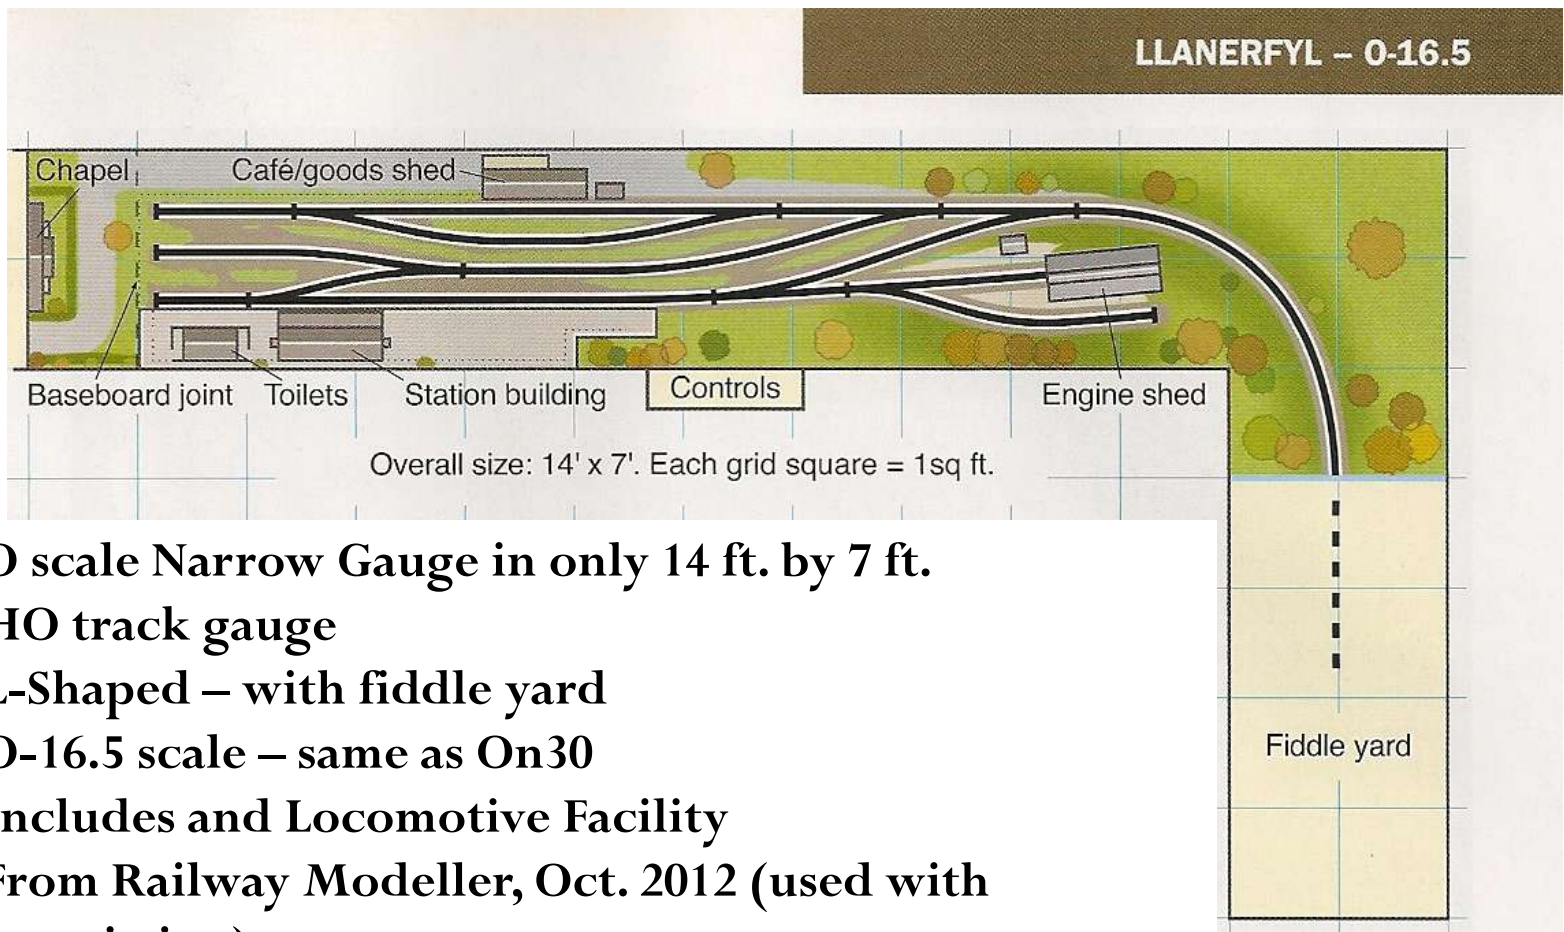 LLANERFYL – O-16.5
Chapel
Café/goods shed
Baseboard joint
Toilets
Station building
Controls
Engine shed
Overall size: 14' x 7'. Each grid square = 1sq ft.
O scale Narrow Gauge in only 14 ft. by 7 ft.
HO track gauge
L-Shaped – with fiddle yard
O-16.5 scale – same as On30
ncludes and Locomotive Facility
From Railway Modeller, Oct. 2012 (used with
Fiddle yard